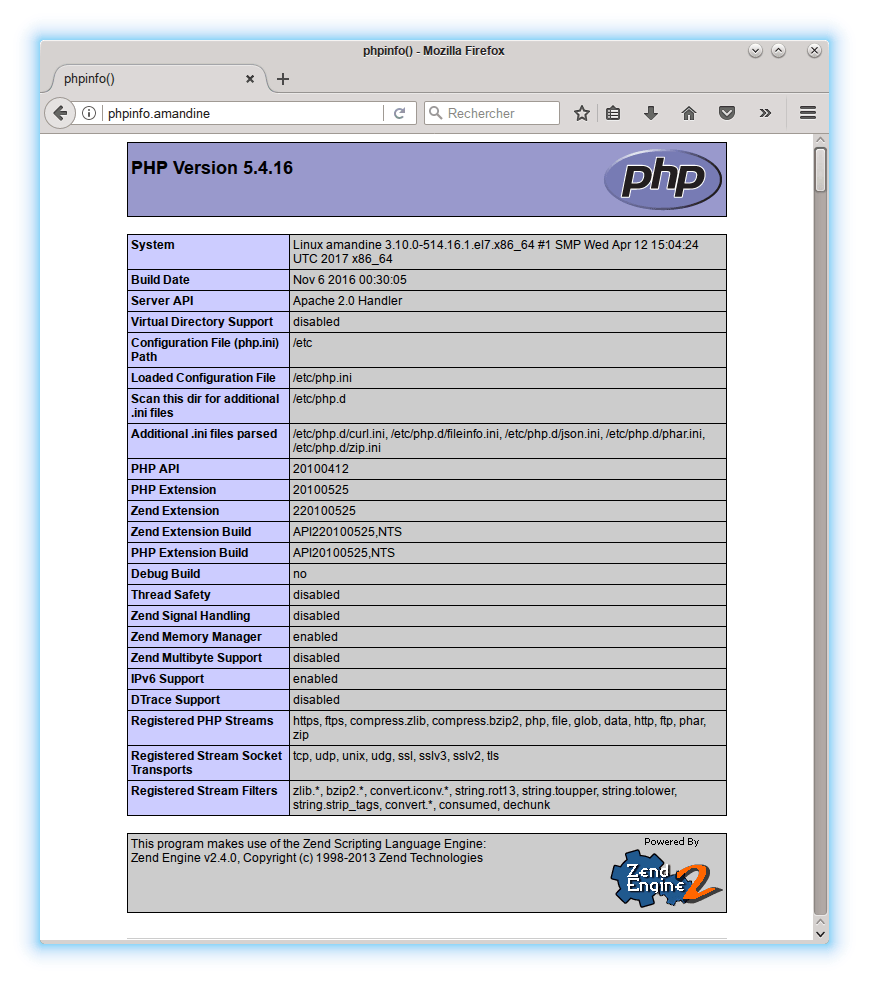 phpinfo() - Mozilla Firefox
phpinfo()
phpinfo.amandine
Rechercher
PHP Version 5.4.16
php
System
Linux amandine 3.10.0-514.16.1.el7.x86_64 #1 SMP Wed Apr 12 15:04:24
UTC 2017 x86_64
Build Date
Nov 6 2016 00:30:05
Server API
Apache 2.0 Handler
Virtual Directory Support
disabled
Configuration File (php.ini)
Path
/etc
Loaded Configuration File
/etc/php.ini
Scan this dir for additional
.ini files
/etc/php.d
Additional .ini files parsed
/etc/php.d/curl.ini, /etc/php.d/fileinfo.ini, /etc/php.d/json.ini, /etc/php.d/phar.ini,
/etc/php.d/zip.ini
PHP API
20100412
PHP Extension
20100525
Zend Extension
220100525
Zend Extension Build
API220100525,NTS
PHP Extension Build
API20100525,NTS
Debug Build
no
Thread Safety
disabled
Zend Signal Handling
disabled
Zend Memory Manager
enabled
Zend Multibyte Support
disabled
IPv6 Support
enabled
DTrace Support
disabled
Registered PHP Streams
https, ftps, compress.zlib, compress.bzip2, php, file, glob, data, http, ftp, phar,
zip
Registered Stream Socket
Transports
tcp, udp, unix, udg, ssl, sslv3, sslv2, tls
Registered Stream Filters
zlib.*, bzip2.*, convert.iconv.*, string.rot13, string.toupper, string.tolower,
string.strip_tags, convert.*, consumed, dechunk
This program makes use of the Zend Scripting Language Engine:
Zend Engine v2.4.0, Copyright (c) 1998-2013 Zend Technologies
Powered By
Zend
Engine 2